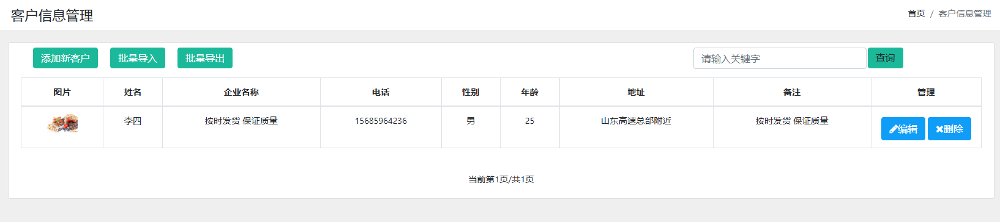 客户信息管理
首页 / 客户信息管理
添加新客户 批量导入 批量导出 请输入关键字 查询
图片 姓名 企业名称 电话 性别 年龄 地址 备注 管理
李四 按时发货 保证质量 15685964236 男 25 山东高速总部附近 按时发货 保证质量 编辑 删除
当前第1页/共1页